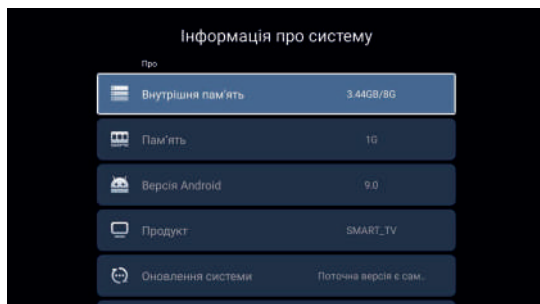 Інформація про систему
Про
Внутрішня пам'ять 3.44GB/8G
Пам'ять 1G
Версія Android 9.0
Продукт SMART_TV
Оновлення системи Поточна версія є сам..